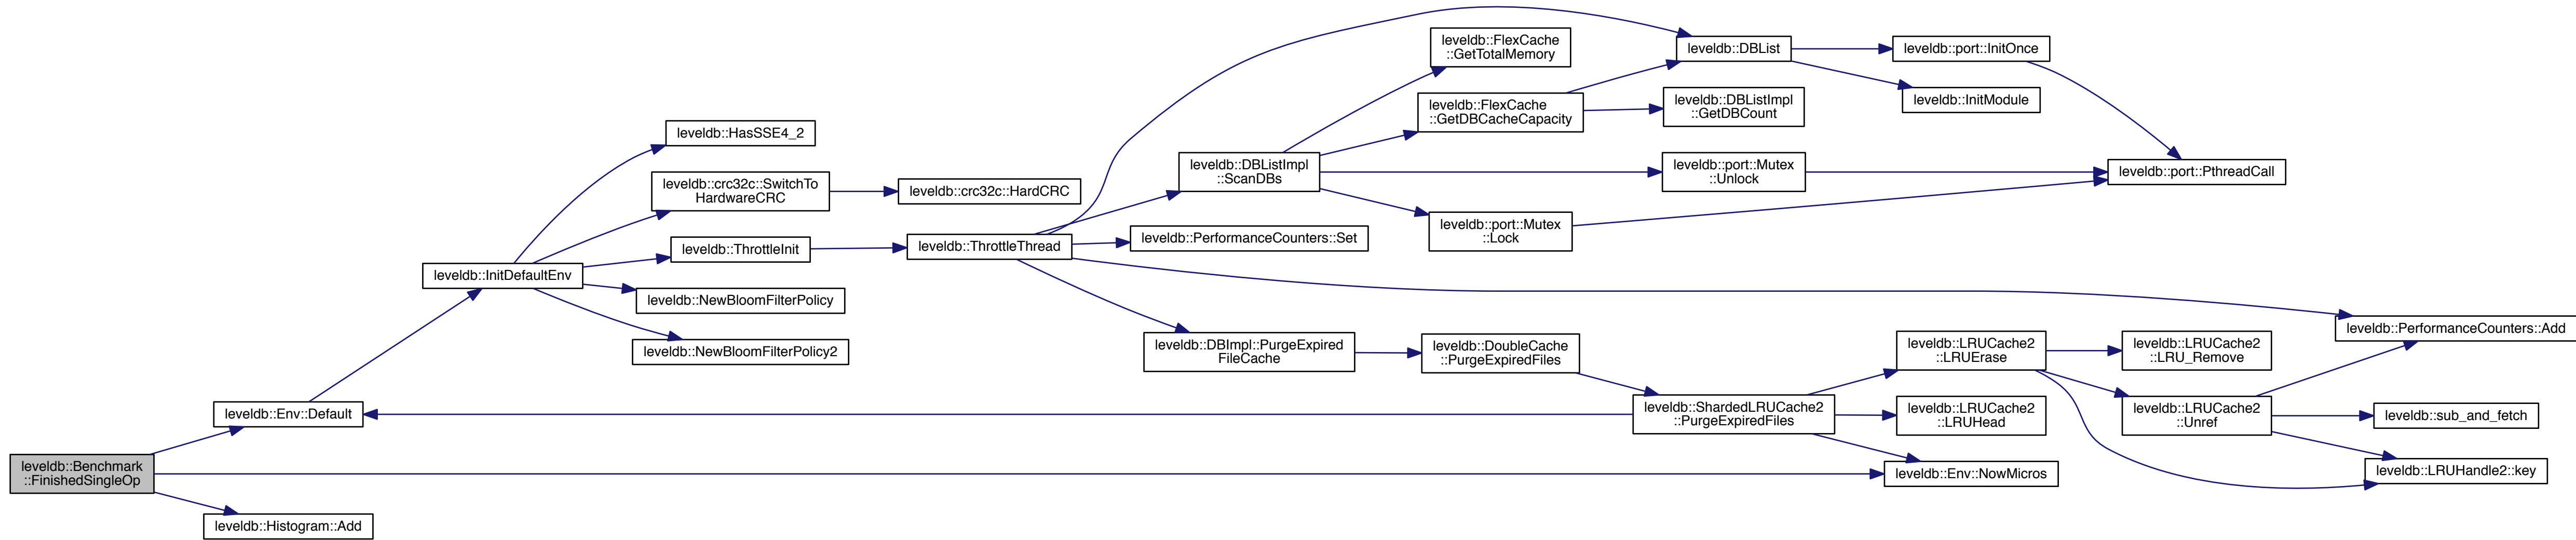 leveldb::Benchmark
::FinishedSingleOp
leveldb::Env::Default
leveldb::Histogram::Add
leveldb::InitDefaultEnv
leveldb::HasSSE4_2
leveldb::crc32c::SwitchTo
HardwareCRC
leveldb::ThrottleInit
leveldb::NewBloomFilterPolicy
leveldb::NewBloomFilterPolicy2
leveldb::crc32c::HardCRC
leveldb::ThrottleThread
leveldb::DBListImpl
::ScanDBs
leveldb::PerformanceCounters::Set
leveldb::DBImpl::PurgeExpired
FileCache
leveldb::FlexCache
::GetTotalMemory
leveldb::FlexCache
::GetDBCacheCapacity
leveldb::port::Mutex
::Lock
leveldb::DoubleCache
::PurgeExpiredFiles
leveldb::DBList
leveldb::DBListImpl
::GetDBCount
leveldb::port::Mutex
::Unlock
leveldb::ShardedLRUCache2
::PurgeExpiredFiles
leveldb::port::InitOnce
leveldb::InitModule
leveldb::LRUCache2
::LRUErase
leveldb::LRUCache2
::LRUHead
leveldb::Env::NowMicros
leveldb::port::PthreadCall
leveldb::LRUCache2
::LRU_Remove
leveldb::LRUCache2
::Unref
leveldb::PerformanceCounters::Add
leveldb::sub_and_fetch
leveldb::LRUHandle2::key